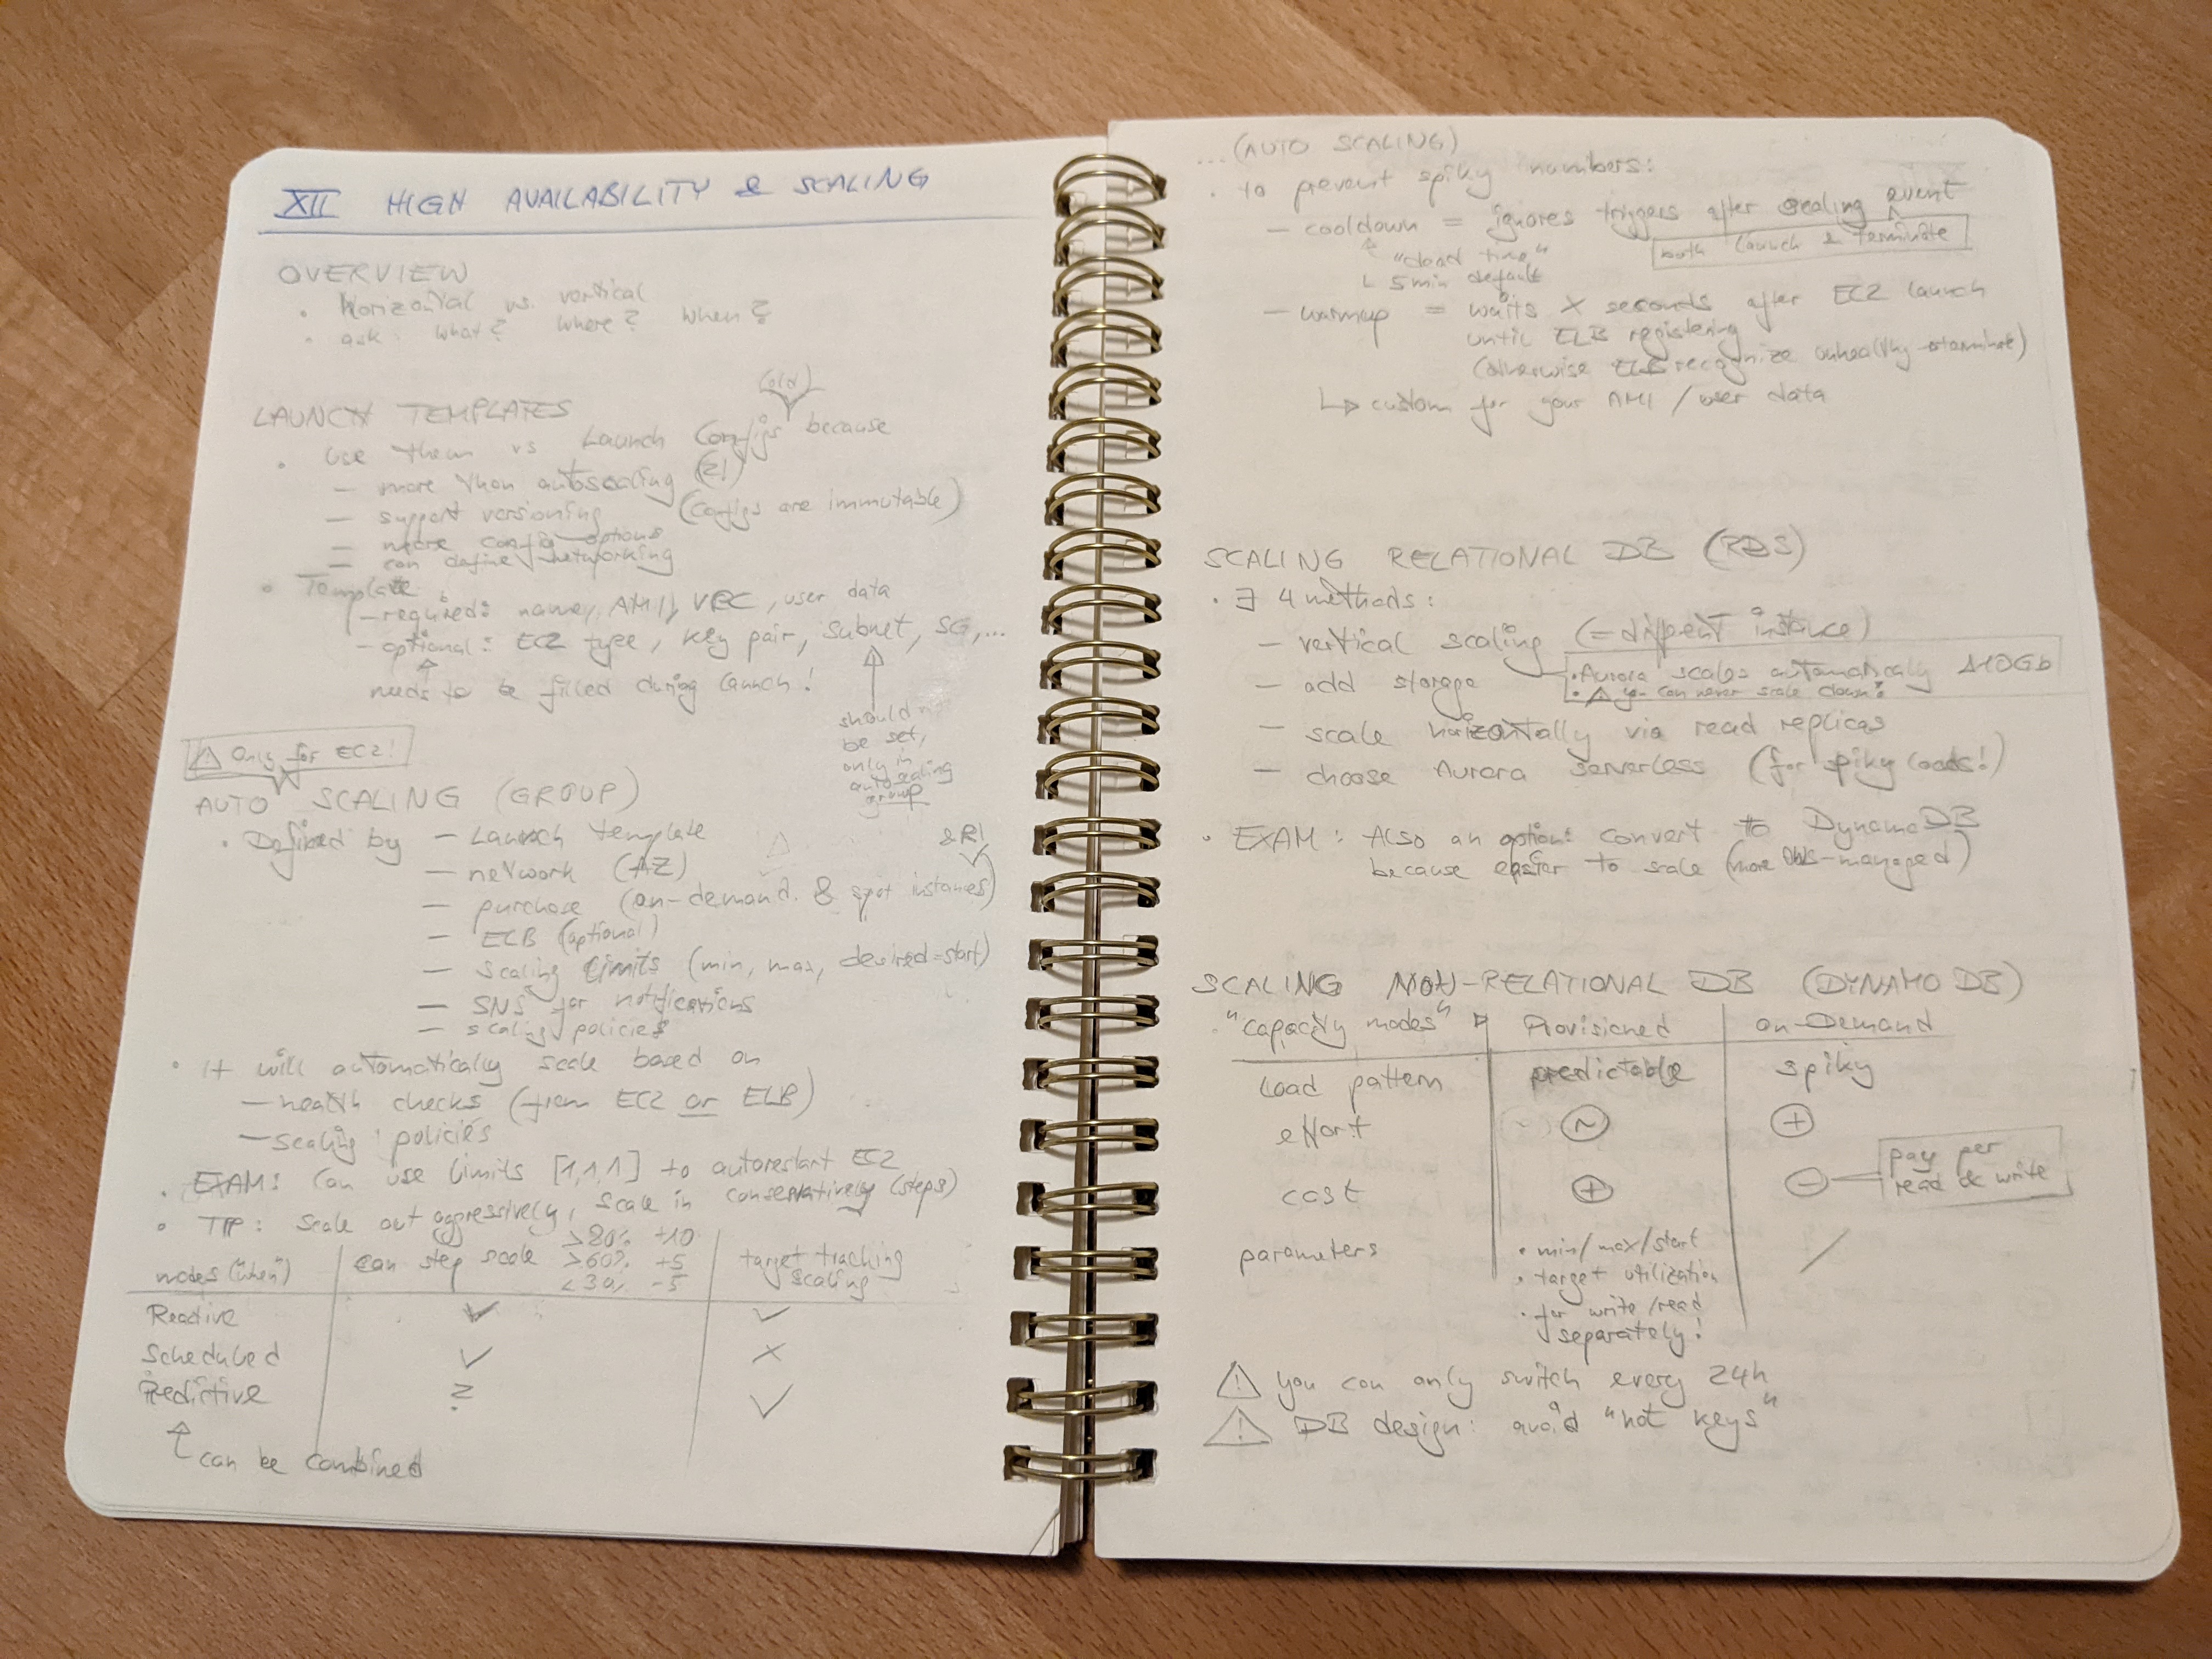 XII HIGH AVAILABILITY & SCALING
OVERVIEW
• Horizontal vs. vertical
• ask: what? where? when?
(old)
LAUNCH TEMPLATES
• Use them vs Launch Configs because
– more than autoscaling
– support versioning (configs are immutable)
– more config options
– can define networking
• Template
– required: name, AMI, VPC, user data
– optional: EC2 type, key pair, subnet, SG, ...
needs to be filled during launch!
should
be set,
only in
autoscaling
group
⚠ Only for EC2!
AUTO SCALING (GROUP)
• Defined by – Launch template
– network (AZ)
& RI
– purchase (on-demand & spot instances)
– ELB (optional)
– scaling limits (min, max, desired=start)
– SNS for notifications
– scaling policies
• It will automatically scale based on
– health checks (from EC2 or ELB)
– scaling policies
• EXAM: Can use limits [1,1,1] to autorestart EC2
• TIP: Scale out aggressively, scale in conservatively (steps)
modes ("when") | can step scale >80% +10 | target tracking
>60% +5 scaling
<30% -5
Reactive ✓ ✓
Scheduled ✓ ×
Predictive ? ✓
↑ can be combined
... (AUTO SCALING)
• to prevent spiky numbers:
– cooldown = ignores triggers after scaling event
"dead time" both launch & terminate
5min default
– warmup = waits X seconds after EC2 launch
until ELB registering
(otherwise ELB recognize unhealthy → terminate)
↳ custom for your AMI / user data
SCALING RELATIONAL DB (RDS)
• ∃ 4 methods:
– vertical scaling (=different instance)
– add storage • Aurora scales automaticaly Δ10Gb
• ⚠ you can never scale down!
– scale horizontally via read replicas
– choose Aurora serverless (for spiky loads!)
• EXAM: Also an option: convert to DynamoDB
because easier to scale (more AWS-managed)
SCALING NON-RELATIONAL DB (DYNAMO DB)
"capacity modes" | Provisioned | on-Demand
Load pattern predictable spiky
effort ~ +
cost + – pay per
read & write
parameters • min/max/start /
• target utilization
• for write/read
separately!
⚠ you can only switch every 24h
⚠ DB design: avoid "hot keys"